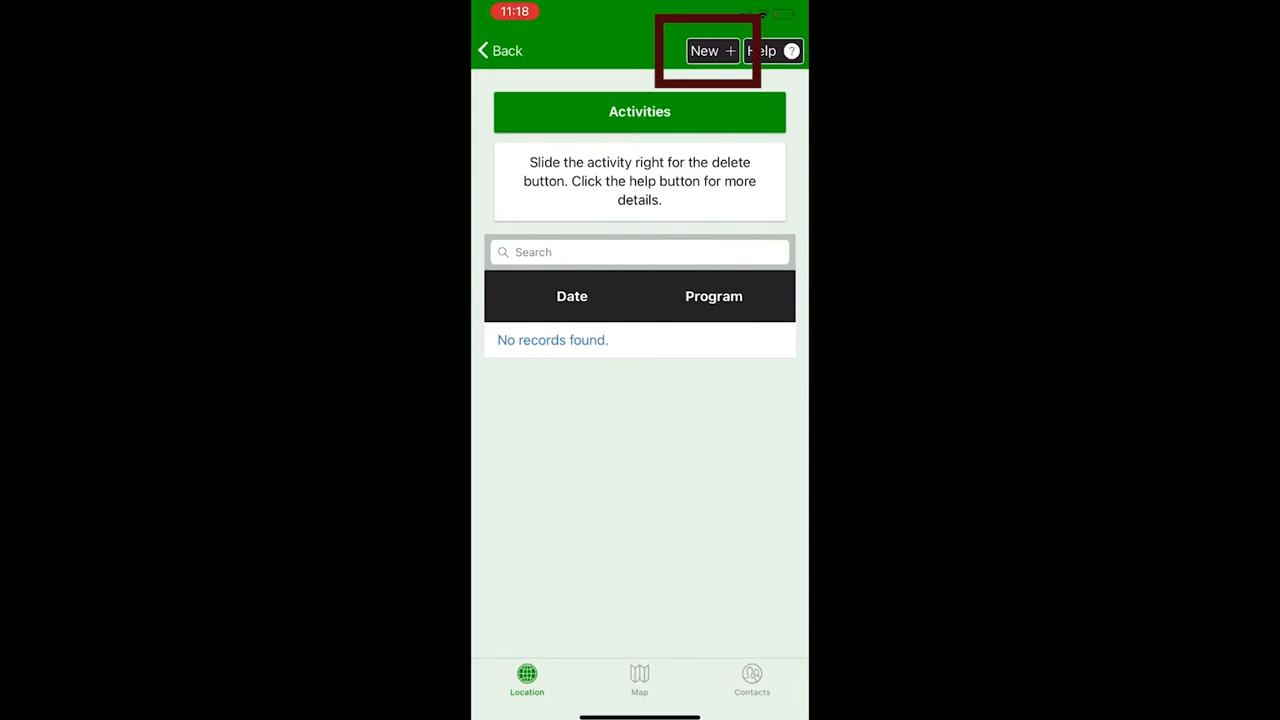 11:18
Back
New +
Help ?
Activities
Slide the activity right for the delete
button. Click the help button for more
details.
Search
Date Program
No records found.
Location Map Contacts